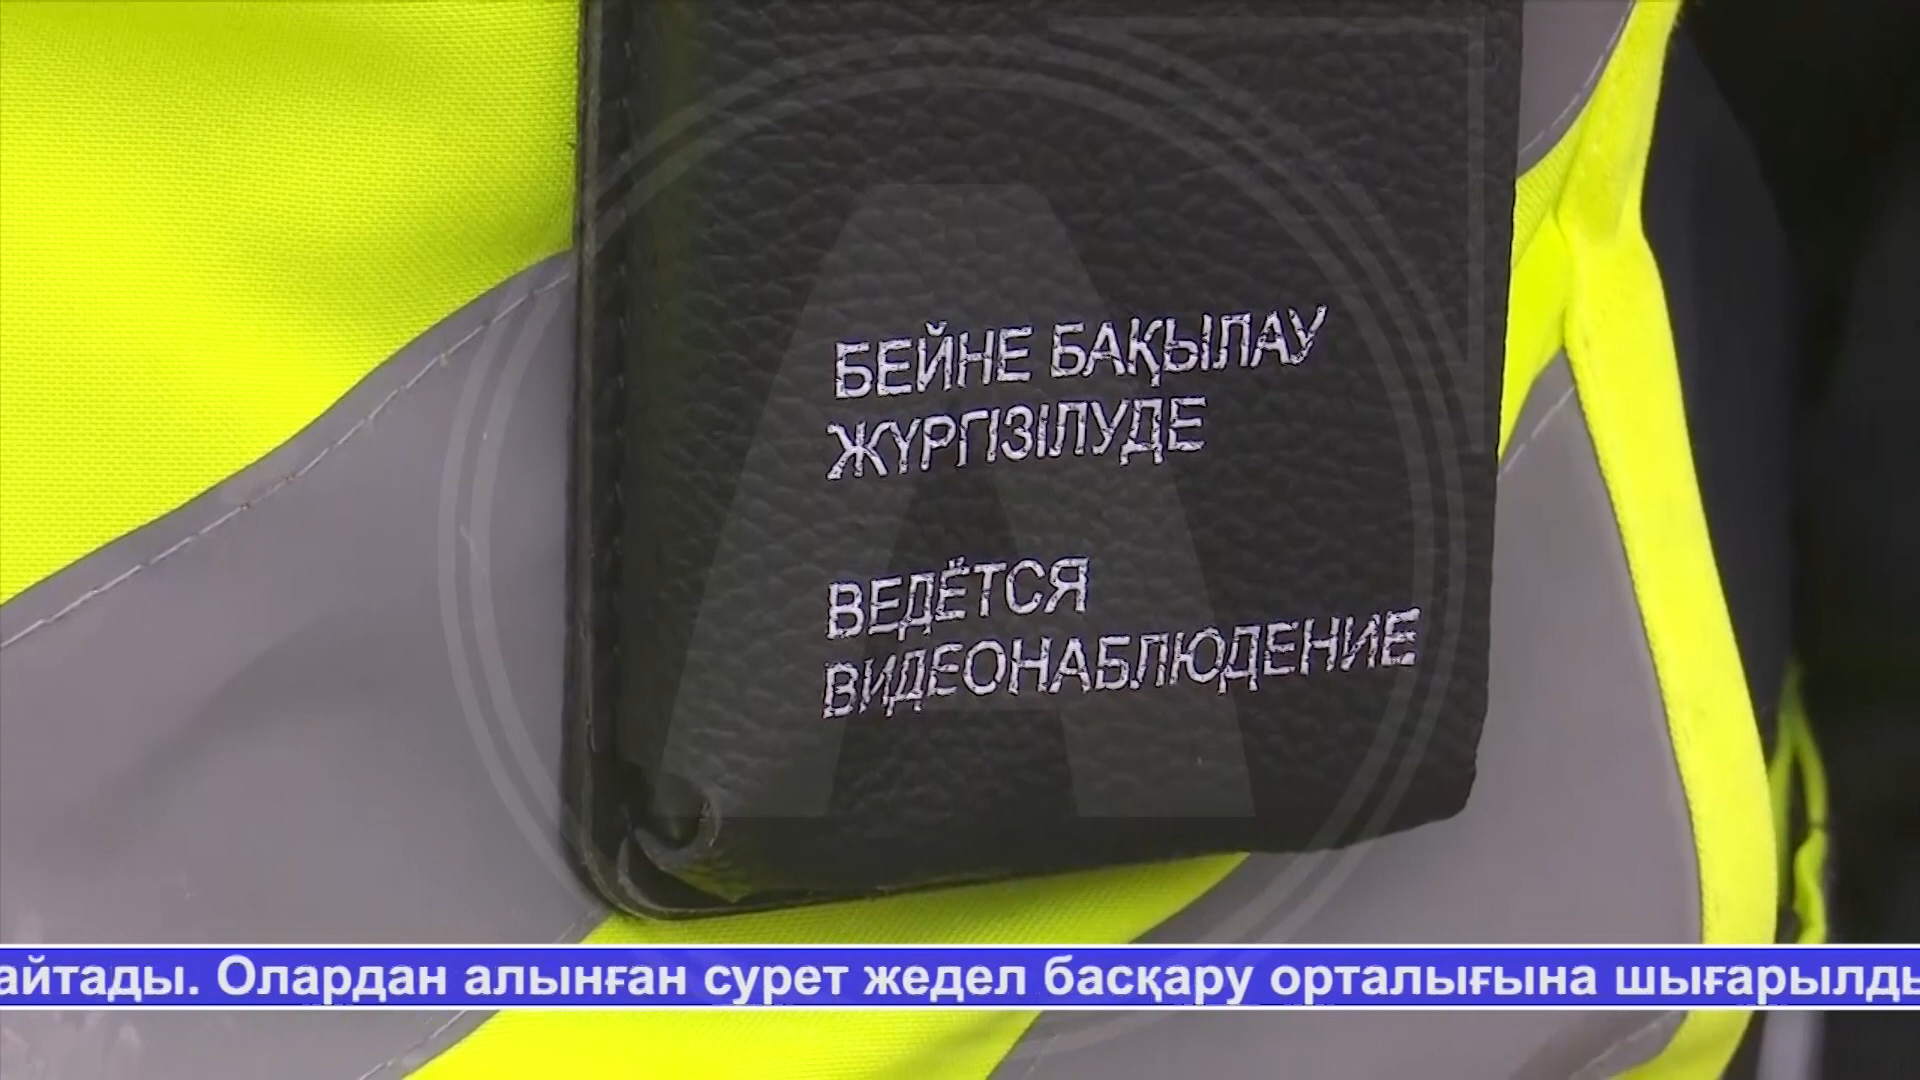 БЕЙНЕ БАҚЫЛАУ
ЖҮРГІЗІЛУДЕ
ВЕДЁТСЯ
ВИДЕОНАБЛЮДЕНИЕ
айтады. Олардан алынған сурет жедел басқару орталығына шығарылды